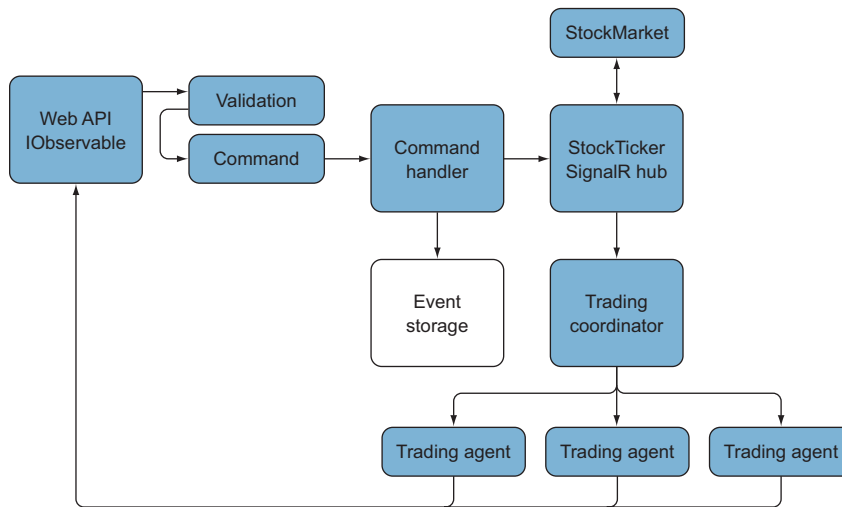 StockMarket
Web API
IObservable
Validation
Command
Command
handler
StockTicker
SignalR hub
Event
storage
Trading
coordinator
Trading agent
Trading agent
Trading agent